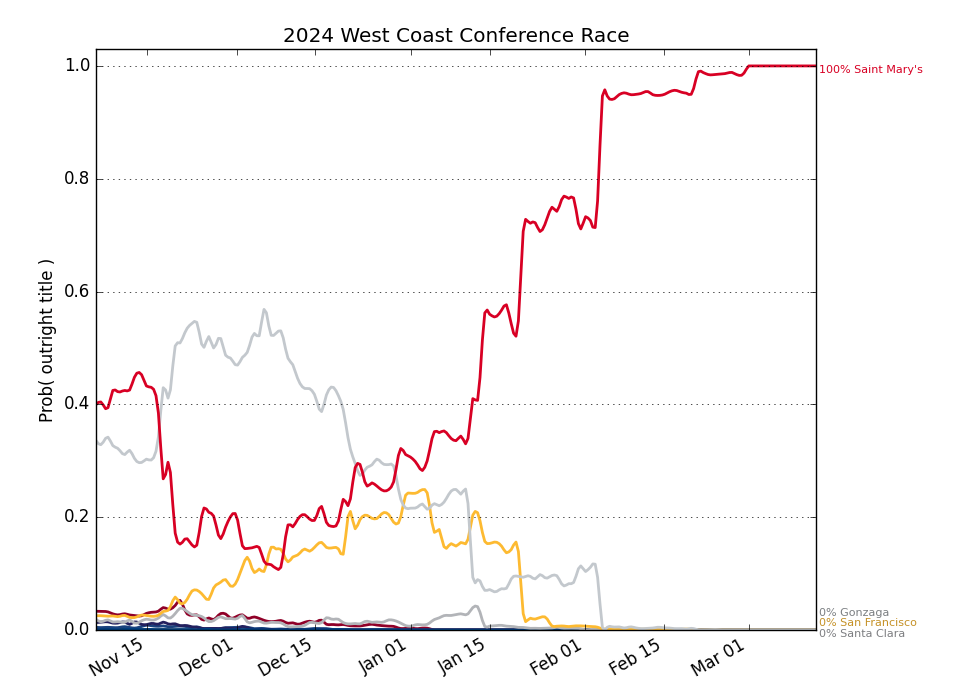 2024 West Coast Conference Race
Prob( outright title )
1.0
0.8
0.6
0.4
0.2
0.0
Nov 15
Dec 01
Dec 15
Jan 01
Jan 15
Feb 01
Feb 15
Mar 01
100% Saint Mary's
0% Gonzaga
0% San Francisco
0% Santa Clara